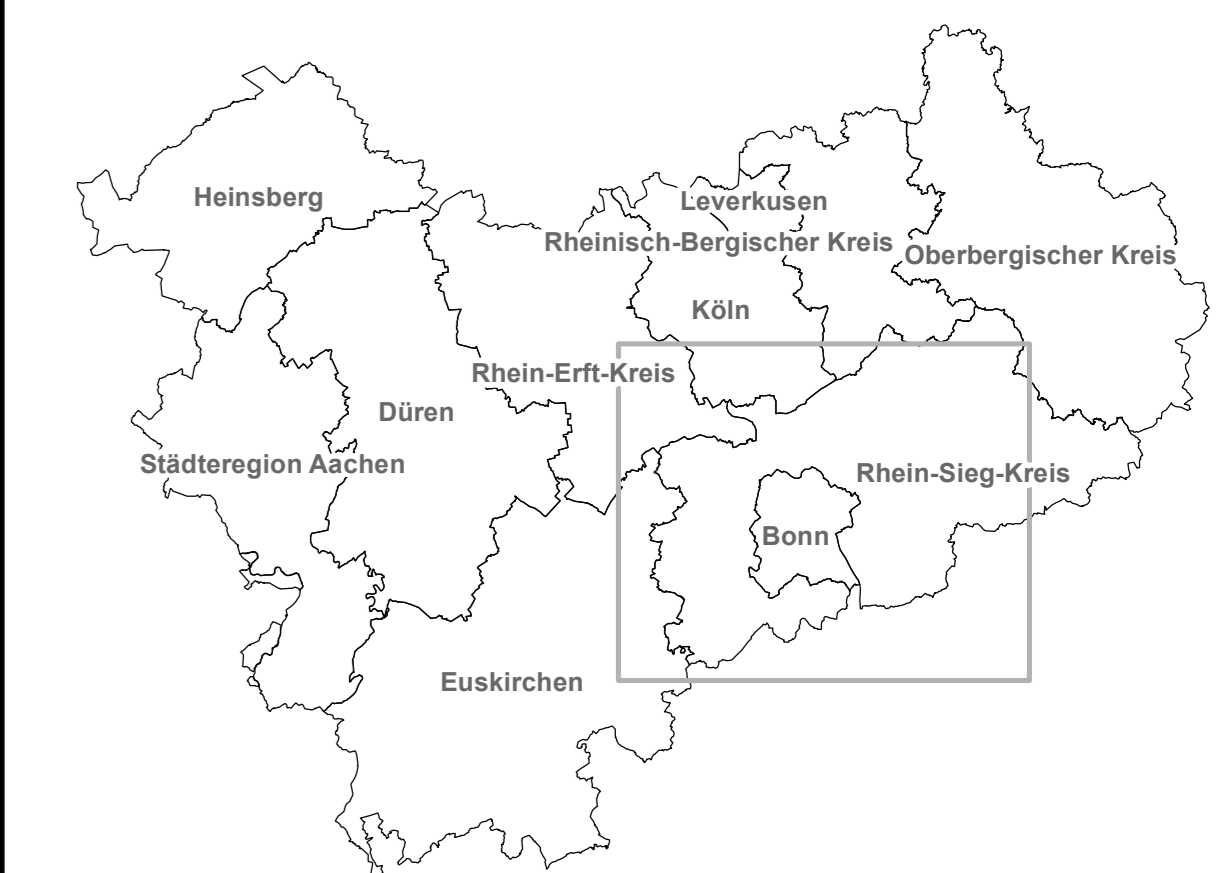 Heinsberg
Leverkusen
Rheinisch-Bergischer Kreis
Oberbergischer Kreis
Köln
Rhein-Erft-Kreis
Düren
Städteregion Aachen
Rhein-Sieg-Kreis
Bonn
Euskirchen